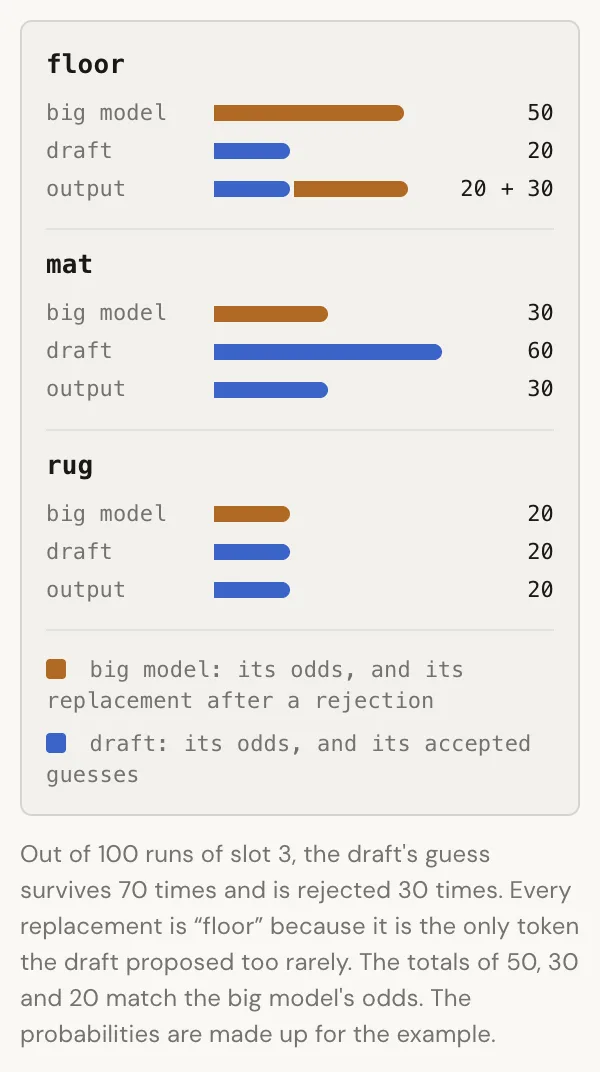 floor
big model 50
draft 20
output 20 + 30
mat
big model 30
draft 60
output 30
rug
big model 20
draft 20
output 20
big model: its odds, and its
replacement after a rejection
draft: its odds, and its accepted
guesses
Out of 100 runs of slot 3, the draft's guess
survives 70 times and is rejected 30 times. Every
replacement is “floor” because it is the only token
the draft proposed too rarely. The totals of 50, 30
and 20 match the big model's odds. The
probabilities are made up for the example.